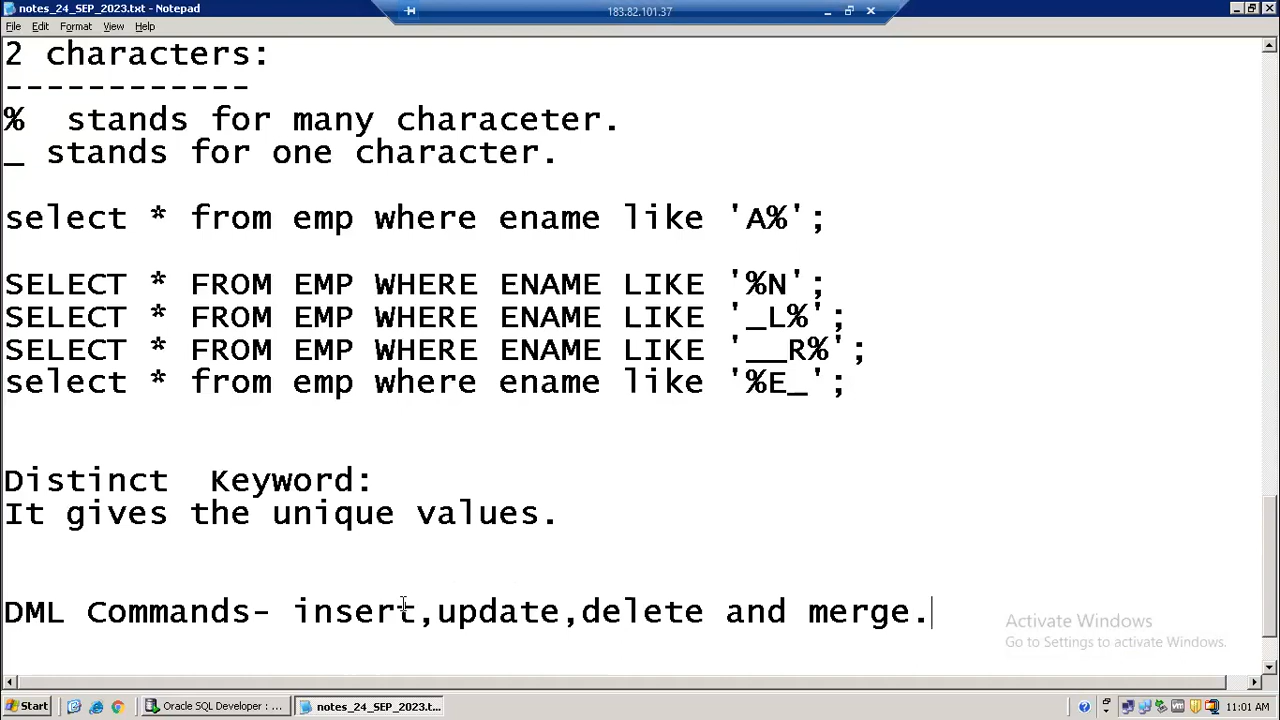 notes_24_SEP_2023.txt - Notepad
183.82.101.37
File Edit Format View Help
2 characters:
------------
%  stands for many characeter.
_ stands for one character.
select * from emp where ename like 'A%';
SELECT * FROM EMP WHERE ENAME LIKE '%N';
SELECT * FROM EMP WHERE ENAME LIKE '_L%';
SELECT * FROM EMP WHERE ENAME LIKE '__R%';
select * from emp where ename like '%E_';
Distinct  Keyword:
It gives the unique values.
DML Commands- insert,update,delete and merge.
Activate Windows
Go to Settings to activate Windows.
Start
Oracle SQL Developer : ...
notes_24_SEP_2023.t...
11:01 AM